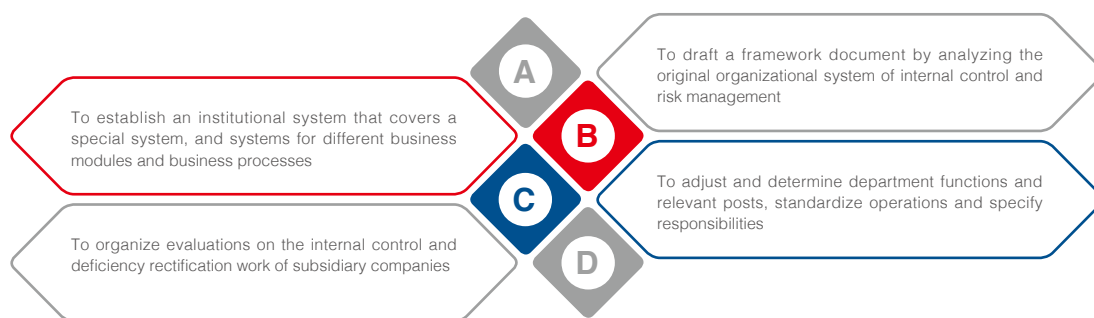 A
To draft a framework document by analyzing the
original organizational system of internal control and
risk management
To establish an institutional system that covers a
special system, and systems for different business
modules and business processes
B
C
To adjust and determine department functions and
relevant posts, standardize operations and specify
responsibilities
To organize evaluations on the internal control and
deficiency rectification work of subsidiary companies
D